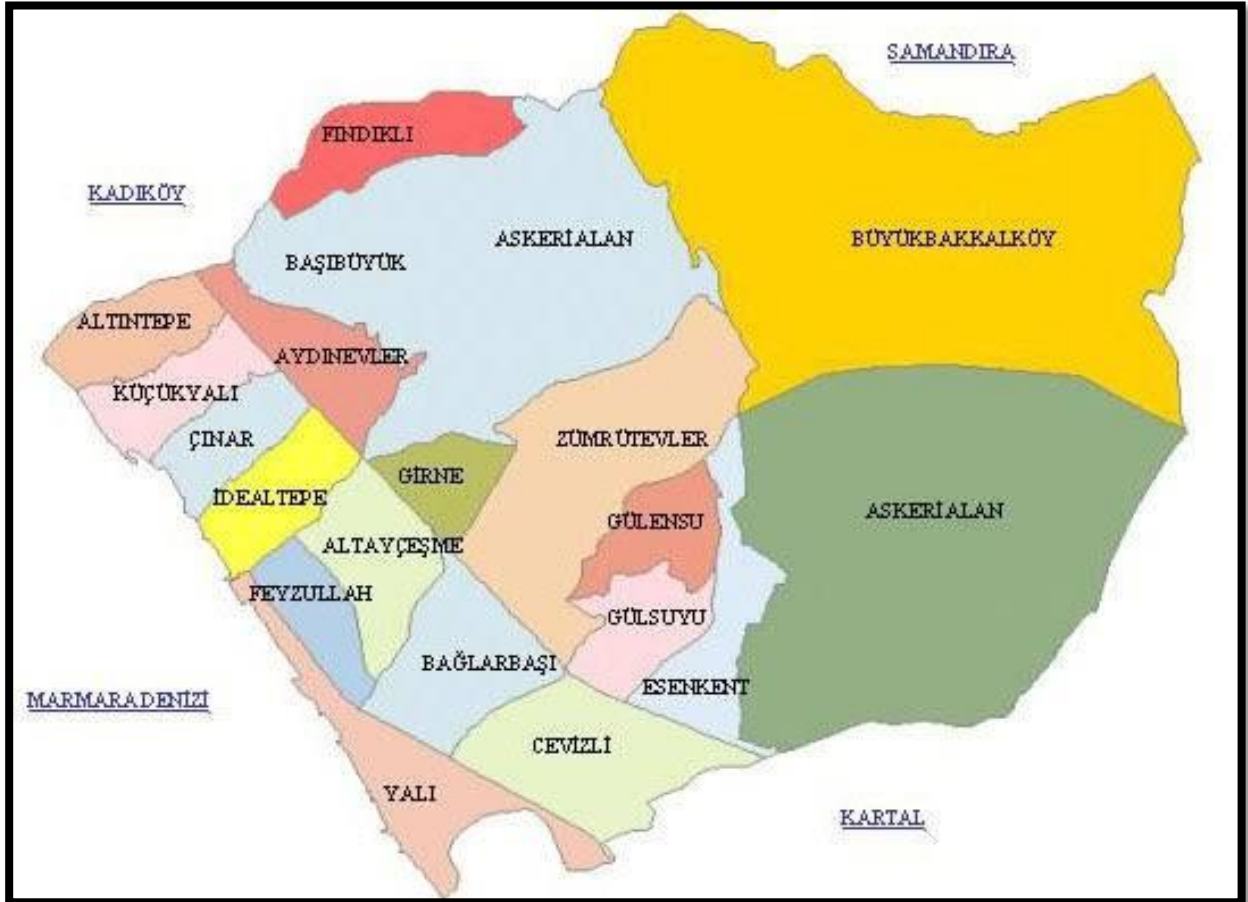 SAMANDIRA
FINDIKLI
KADIKÖY
ASKERİ ALAN
BÜYÜKBAKKALKÖY
BAŞIBÜYÜK
ALTINTEPE
AYDINEVLER
KÜÇÜKYALI
ÇINAR
ZÜMRÜTEVLER
GİRNE
İDEALTEPE
GÜLENSU
ASKERİ ALAN
ALTAYÇEŞME
FEYZULLAH
GÜLSUYU
BAĞLARBAŞI
ESENKENT
MARMARA DENİZİ
CEVİZLİ
YALI
KARTAL